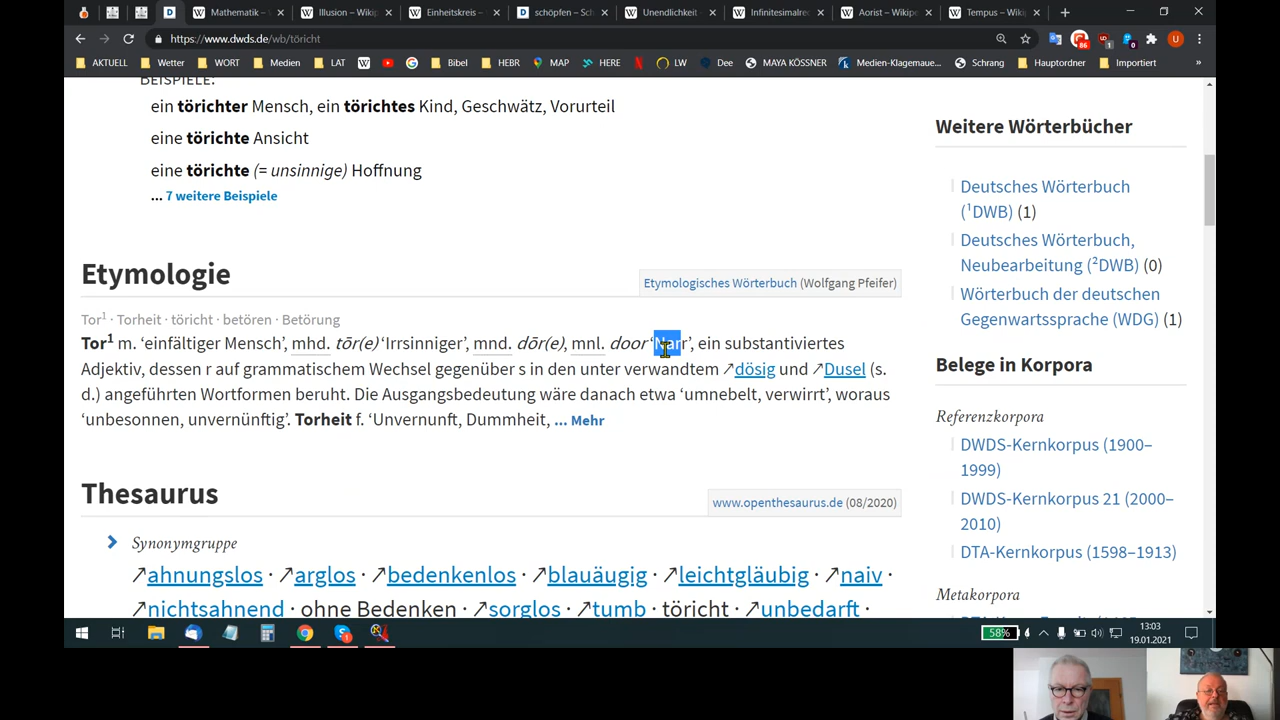 Mathematik –
Illusion – Wikip
Einheitskreis –
schöpfen – Sch
Unendlichkeit
Infinitesimalre
Aorist – Wikipe
Tempus – Wiki
https://www.dwds.de/wb/töricht
86
1
0
U
AKTUELL
Wetter
WORT
Medien
LAT
Bibel
HEBR
MAP
HERE
LW
Dee
MAYA KÖSSNER
Medien-Klagemaue...
Schrang
Hauptordner
Importiert
»
BEISPIELE:
ein törichter Mensch, ein törichtes Kind, Geschwätz, Vorurteil
eine törichte Ansicht
eine törichte (= unsinnige) Hoffnung
... 7 weitere Beispiele
Etymologie
Etymologisches Wörterbuch (Wolfgang Pfeifer)
Tor¹ · Torheit · töricht · betören · Betörung
Tor¹ m. ‘einfältiger Mensch’, mhd. tōr(e) ‘Irrsinniger’, mnd. dōr(e), mnl. door ‘Narr’, ein substantiviertes
Adjektiv, dessen r auf grammatischem Wechsel gegenüber s in den unter verwandtem ↗dösig und ↗Dusel (s.
d.) angeführten Wortformen beruht. Die Ausgangsbedeutung wäre danach etwa ‘umnebelt, verwirrt’, woraus
‘unbesonnen, unvernünftig’. Torheit f. ‘Unvernunft, Dummheit, ... Mehr
Thesaurus
www.openthesaurus.de (08/2020)
Synonymgruppe
↗ahnungslos · ↗arglos · ↗bedenkenlos · ↗blauäugig · ↗leichtgläubig · ↗naiv ·
↗nichtsahnend · ohne Bedenken · ↗sorglos · ↗tumb · töricht · ↗unbedarft ·
Weitere Wörterbücher
Deutsches Wörterbuch
(¹DWB) (1)
Deutsches Wörterbuch,
Neubearbeitung (²DWB) (0)
Wörterbuch der deutschen
Gegenwartssprache (WDG) (1)
Belege in Korpora
Referenzkorpora
DWDS-Kernkorpus (1900–
1999)
DWDS-Kernkorpus 21 (2000–
2010)
DTA-Kernkorpus (1598–1913)
Metakorpora
58%
13:03
19.01.2021